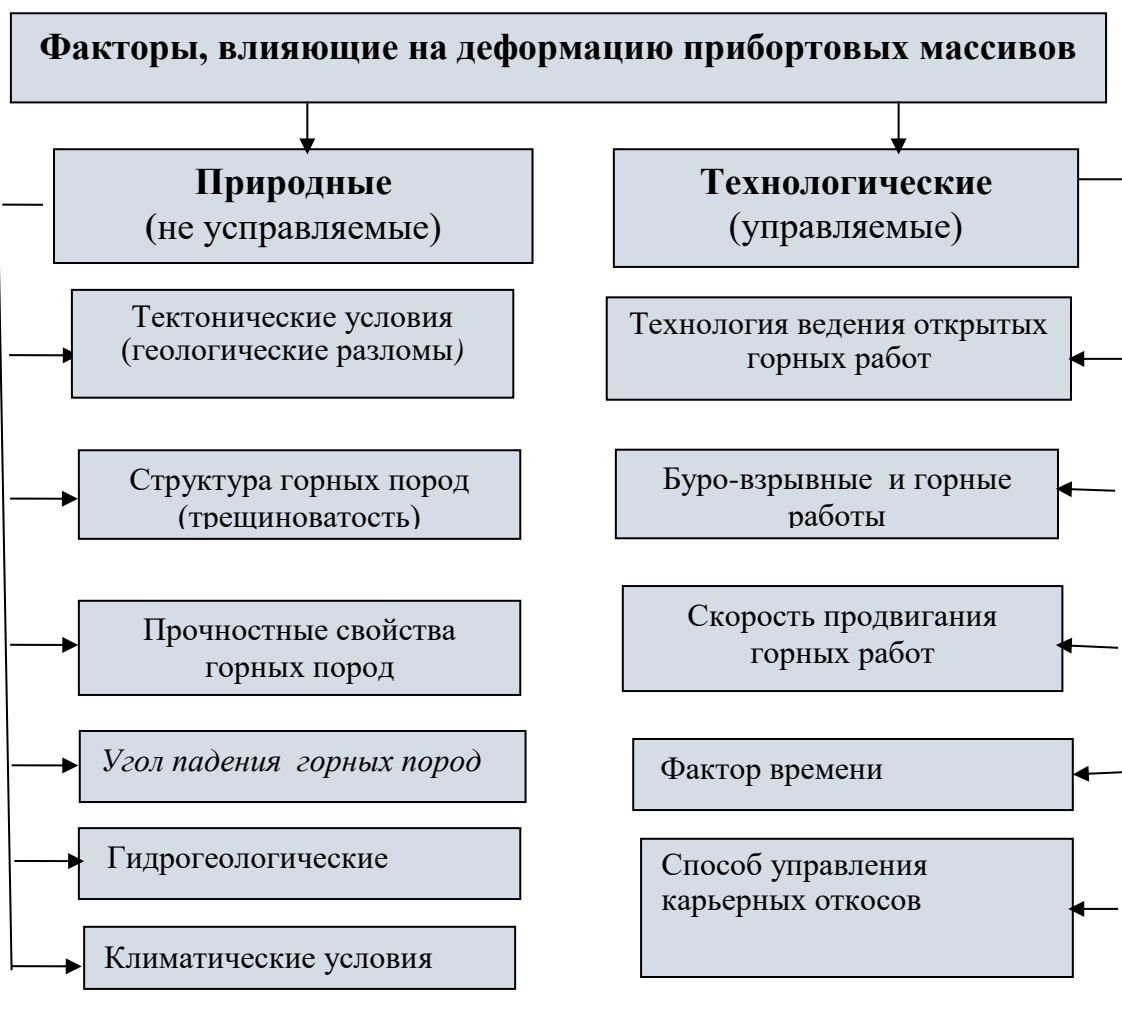 Факторы, влияющие на деформацию прибортовых массивов
Природные
(не усправляемые)
Тектонические условия
(геологические разломы)
Структура горных пород
(трещиноватость)
Прочностные свойства
горных пород
Угол падения горных пород
Гидрогеологические
Климатические условия
Технологические
(управляемые)
Технология ведения открытых
горных работ
Буро-взрывные и горные
работы
Скорость продвигания
горных работ
Фактор времени
Способ управления
карьерных откосов